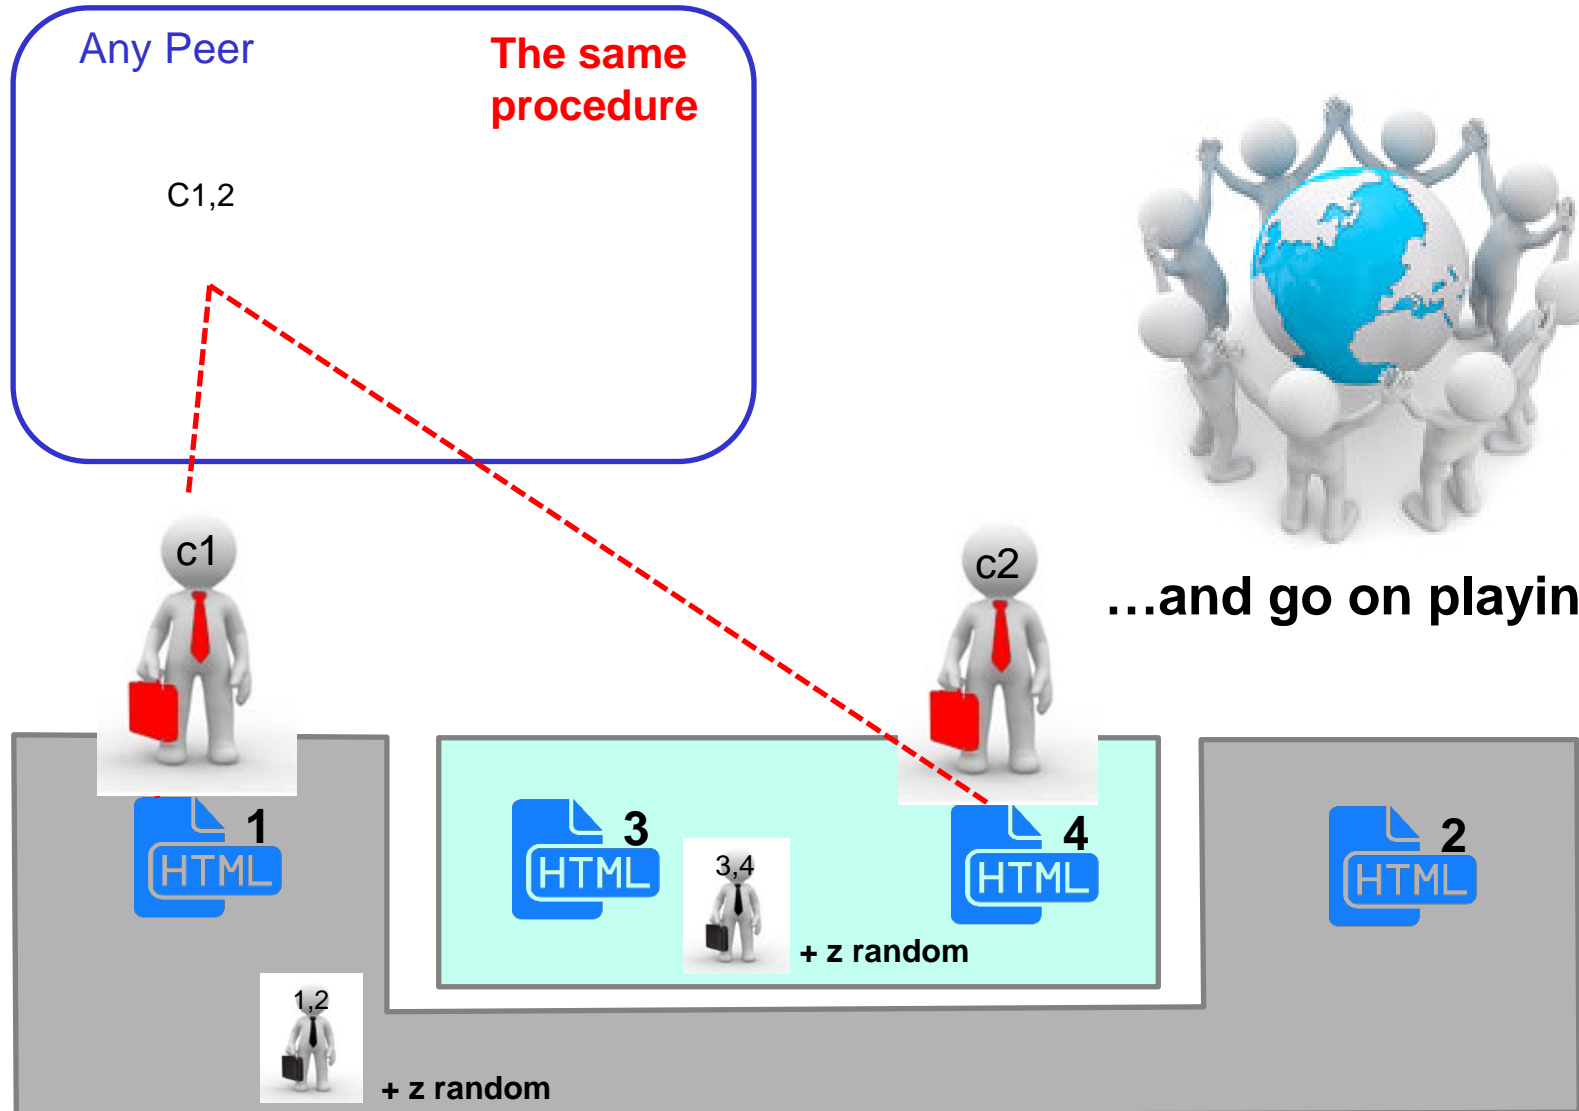 Any Peer
The same
procedure
C1,2
c1
c2
…and go on playin
1
HTML
3
HTML
3,4
+ z random
4
HTML
2
HTML
1,2
+ z random